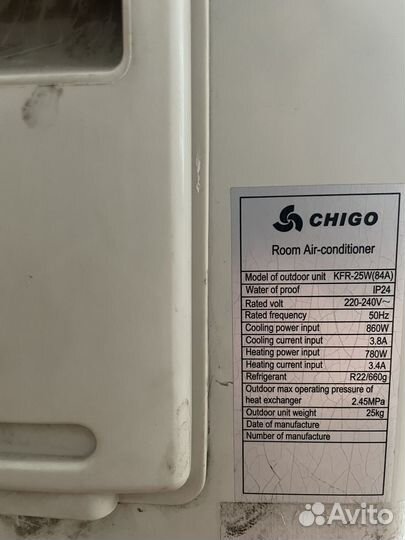 CHIGO
Room Air-conditioner
Model of outdoor unit KFR-25W(84A)
Water of proof IP24
Rated volt 220-240V~
Rated frequency 50Hz
Cooling power input 860W
Cooling current input 3.8A
Heating power input 780W
Heating current input 3.4A
Refrigerant R22/660g
Outdoor max operating pressure of
heat exchanger 2.45MPa
Outdoor unit weight 25kg
Date of manufacture
Number of manufacture
Avito